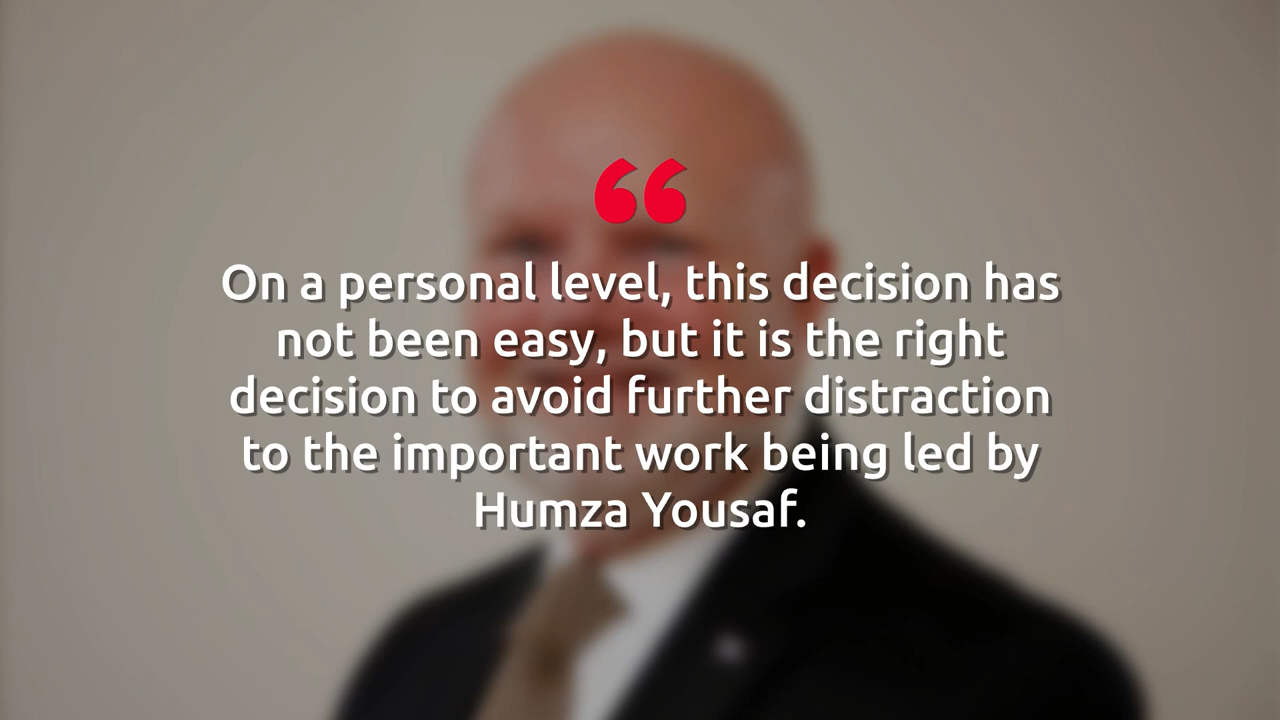 “
On a personal level, this decision has
not been easy, but it is the right
decision to avoid further distraction
to the important work being led by
Humza Yousaf.